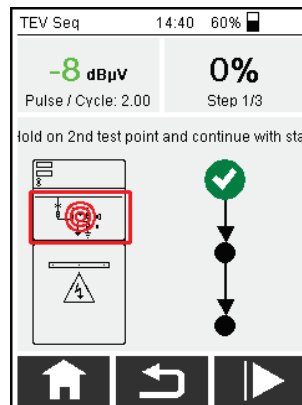 TEV Seq 14:40 60%
-8 dBµV 0%
Pulse / Cycle: 2.00 Step 1/3
Hold on 2nd test point and continue with sta